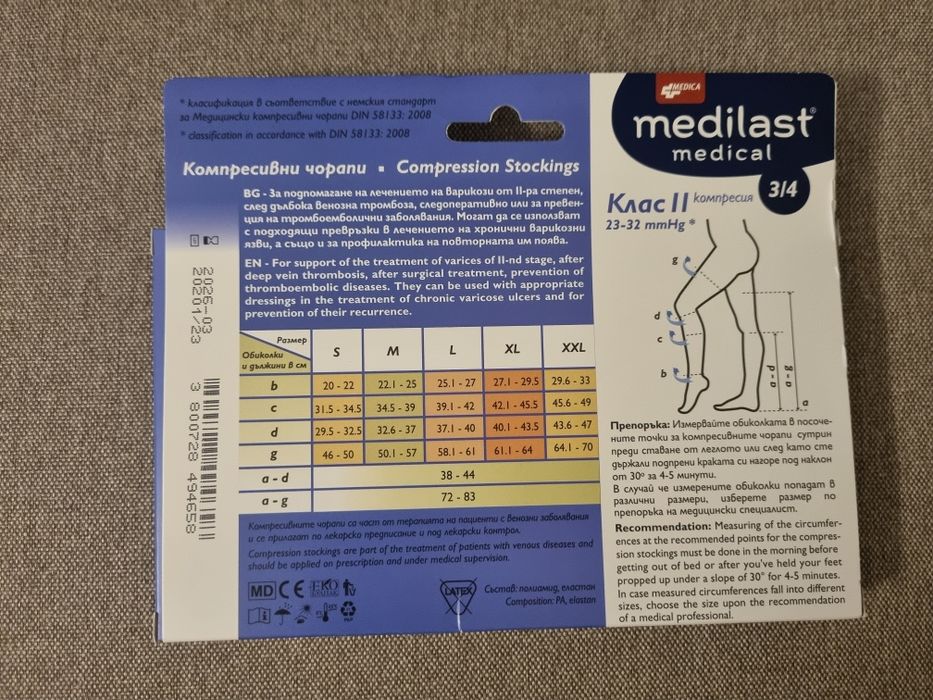 * класификация в съответствие с немския стандарт
за Медицински компресивни чорапи DIN 58133: 2008
* classification in accordance with DIN 58133: 2008
Компресивни чорапи ▪ Compression Stockings
BG - За подпомагане на лечението на варикози от II-ра степен,
след дълбока венозна тромбоза, следоперативно или за превен-
ция на тромбоемболични заболявания. Могат да се използват
с подходящи превръзки в лечението на хронични варикозни
язви, а също и за профилактика на повторната им поява.
EN - For support of the treatment of varices of II-nd stage, after
deep vein thrombosis, after surgical treatment, prevention of
thromboembolic diseases. They can be used with appropriate
dressings in the treatment of chronic varicose ulcers and for
prevention of their recurrence.
Размер
Обиколки
и дължини в см
S M L XL XXL
b 20 - 22 22.1 - 25 25.1 - 27 27.1 - 29.5 29.6 - 33
c 31.5 - 34.5 34.5 - 39 39.1 - 42 42.1 - 45.5 45.6 - 49
d 29.5 - 32.5 32.6 - 37 37.1 - 40 40.1 - 43.5 43.6 - 47
g 46 - 50 50.1 - 57 58.1 - 61 61.1 - 64 64.1 - 70
a - d 38 - 44
a - g 72 - 83
Компресивните чорапи са част от терапията на пациенти с венозни заболявания
и се прилагат по лекарско предписание и под лекарски контрол.
Compression stockings are part of the treatment of patients with venous diseases and
should be applied on prescription and under medical supervision.
MD CE
LATEX
Състав: полиамид, еластан
Composition: PA, elastan
2026-03
20201/23
3 800728 494658
MEDICA
medilast®
medical
3/4
Клас II компресия
23-32 mmHg *
g
d
c
b
a - d
a - g
a
Препоръка: Измервайте обиколката в посоче-
ните точки за компресивните чорапи сутрин
преди ставане от леглото или след като сте
държали подпрени краката си нагоре под наклон
от 30° за 4-5 минути.
В случай че измерените обиколки попадат в
различни размери, изберете размер по
препоръка на медицински специалист.
Recommendation: Measuring of the circumfer-
ences at the recommended points for the compres-
sion stockings must be done in the morning before
getting out of bed or after you've held your feet
propped up under a slope of 30° for 4-5 minutes.
In case measured circumferences fall into different
sizes, choose the size upon the recommendation
of a medical professional.